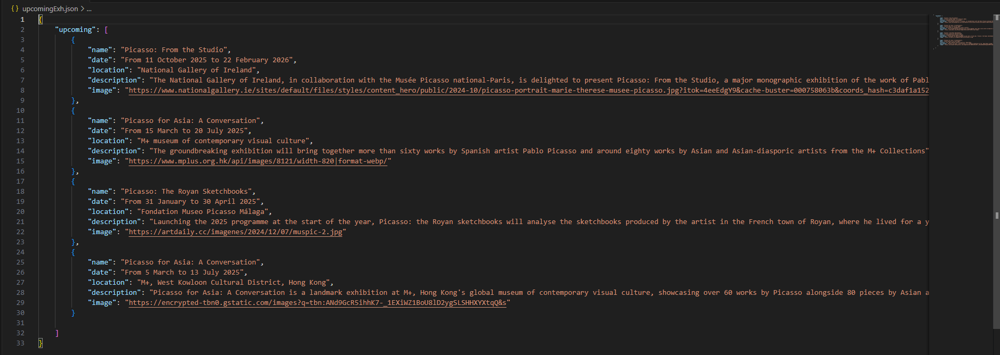 {} upcomingExh.json > ...
1 {
2 "upcoming": [
3 {
4 "name": "Picasso: From the Studio",
5 "date": "From 11 October 2025 to 22 February 2026",
6 "location": "National Gallery of Ireland",
7 "description": "The National Gallery of Ireland, in collaboration with the Musée Picasso national-Paris, is delighted to present Picasso: From the Studio, a major monographic exhibition of the work of Pabl
8 "image": "https://www.nationalgallery.ie/sites/default/files/styles/content_hero/public/2024-10/picasso-portrait-marie-therese-musee-picasso.jpg?itok=4eeEdgY9&cache-buster=000758063b&coords_hash=c3daf1a152
9 },
10 {
11 "name": "Picasso for Asia: A Conversation",
12 "date": "From 15 March to 20 July 2025",
13 "location": "M+ museum of contemporary visual culture",
14 "description": "The groundbreaking exhibition will bring together more than sixty works by Spanish artist Pablo Picasso and around eighty works by Asian and Asian-diasporic artists from the M+ Collections"
15 "image": "https://www.mplus.org.hk/api/images/8121/width-820|format-webp/"
16 },
17 {
18 "name": "Picasso: The Royan Sketchbooks",
19 "date": "From 31 January to 30 April 2025",
20 "location": "Fondation Museo Picasso Málaga",
21 "description": "Launching the 2025 programme at the start of the year, Picasso: the Royan sketchbooks will analyse the sketchbooks produced by the artist in the French town of Royan, where he lived for a y
22 "image": "https://artdaily.cc/imagenes/2024/12/07/muspic-2.jpg"
23 },
24 {
25 "name": "Picasso for Asia: A Conversation",
26 "date": "From 5 March to 13 July 2025",
27 "location": "M+, West Kowloon Cultural District, Hong Kong",
28 "description": "Picasso for Asia: A Conversation is a landmark exhibition at M+, Hong Kong's global museum of contemporary visual culture, showcasing over 60 works by Picasso alongside 80 pieces by Asian a
29 "image": "https://encrypted-tbn0.gstatic.com/images?q=tbn:ANd9GcR5ihhK7-_1EXiWZ1BoU8lD2ygSLSHHXYXtqQ&s"
30 }
31
32 ]
33 }